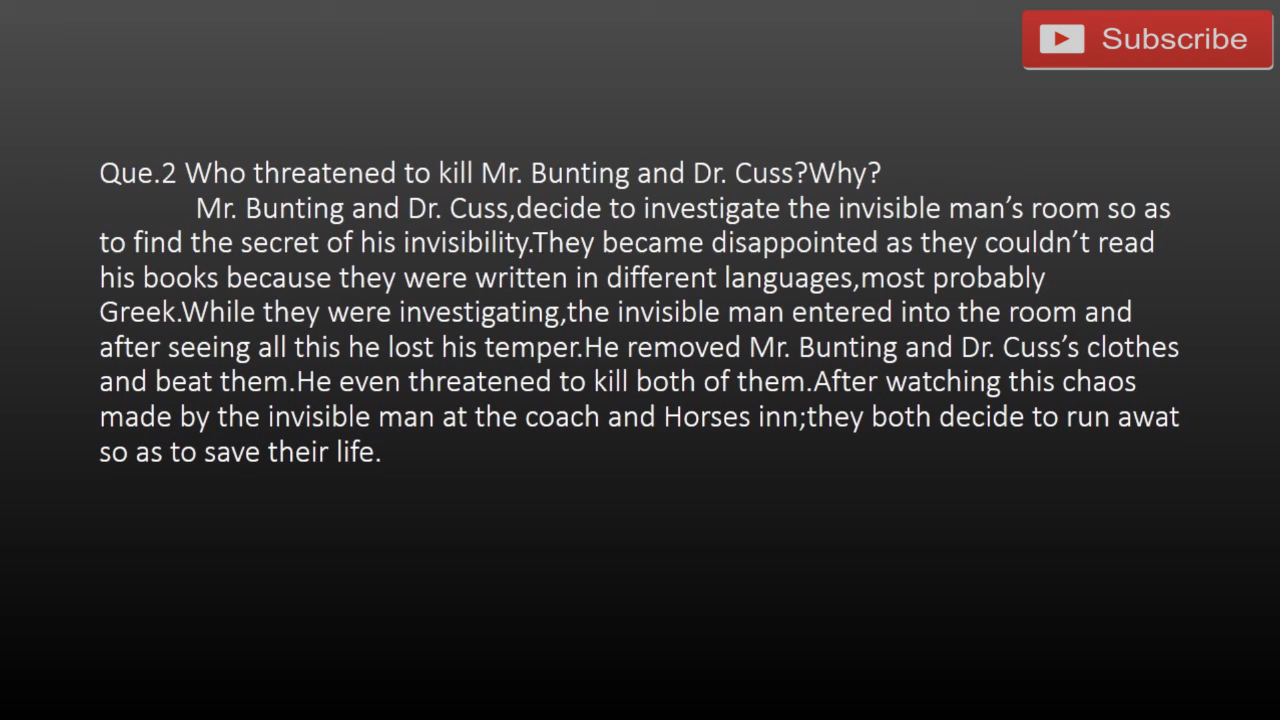 Subscribe
Que.2 Who threatened to kill Mr. Bunting and Dr. Cuss?Why?
Mr. Bunting and Dr. Cuss,decide to investigate the invisible man’s room so as
to find the secret of his invisibility.They became disappointed as they couldn’t read
his books because they were written in different languages,most probably
Greek.While they were investigating,the invisible man entered into the room and
after seeing all this he lost his temper.He removed Mr. Bunting and Dr. Cuss’s clothes
and beat them.He even threatened to kill both of them.After watching this chaos
made by the invisible man at the coach and Horses inn;they both decide to run awat
so as to save their life.